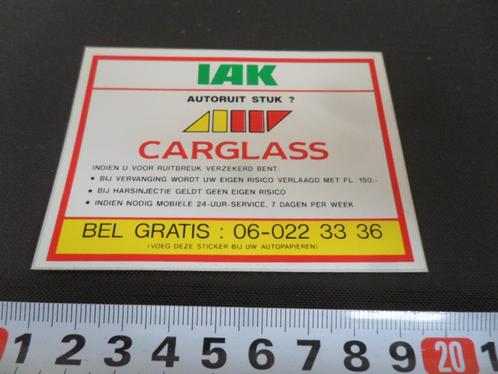 IAK
AUTORUIT STUK ?
CARGLASS
INDIEN U VOOR RUITBREUK VERZEKERD BENT:
• BIJ VERVANGING WORDT UW EIGEN RISICO VERLAAGD MET FL. 150.-
• BIJ HARSINJECTIE GELDT GEEN EIGEN RISICO
• INDIEN NODIG MOBIELE 24-UUR-SERVICE, 7 DAGEN PER WEEK
BEL GRATIS : 06-022 33 36
(VOEG DEZE STICKER BIJ UW AUTOPAPIEREN)
1 2 3 4 5 6 7 8 9 20 1